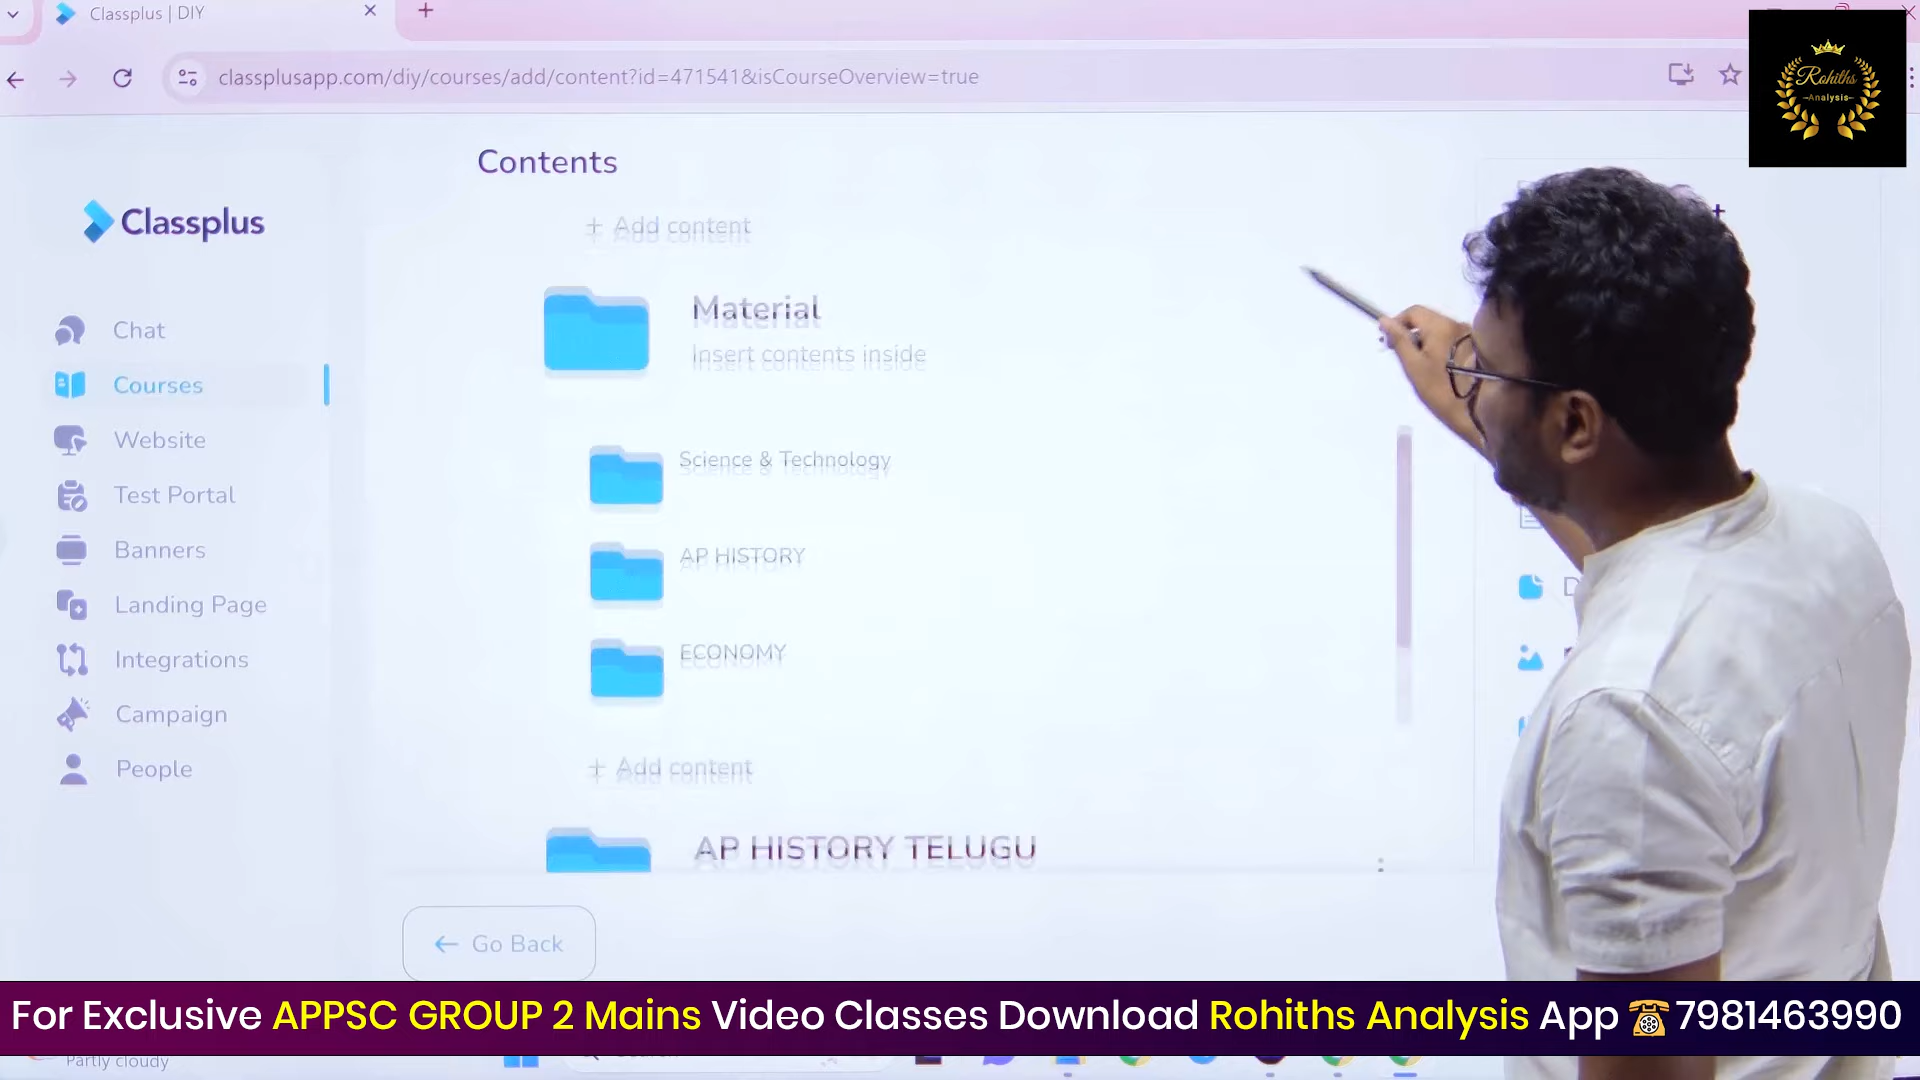 Classplus | DIY
classplusapp.com/diy/courses/add/content?id=471541&isCourseOverview=true
Rohiths
Analysis
Contents
Classplus
+ Add content
Chat
Material
Insert contents inside
Courses
Website
Science & Technology
Test Portal
Banners
AP HISTORY
Landing Page
Integrations
ECONOMY
Campaign
People
+ Add content
AP HISTORY TELUGU
Go Back
For Exclusive APPSC GROUP 2 Mains Video Classes Download Rohiths Analysis App ☎7981463990
Partly cloudy